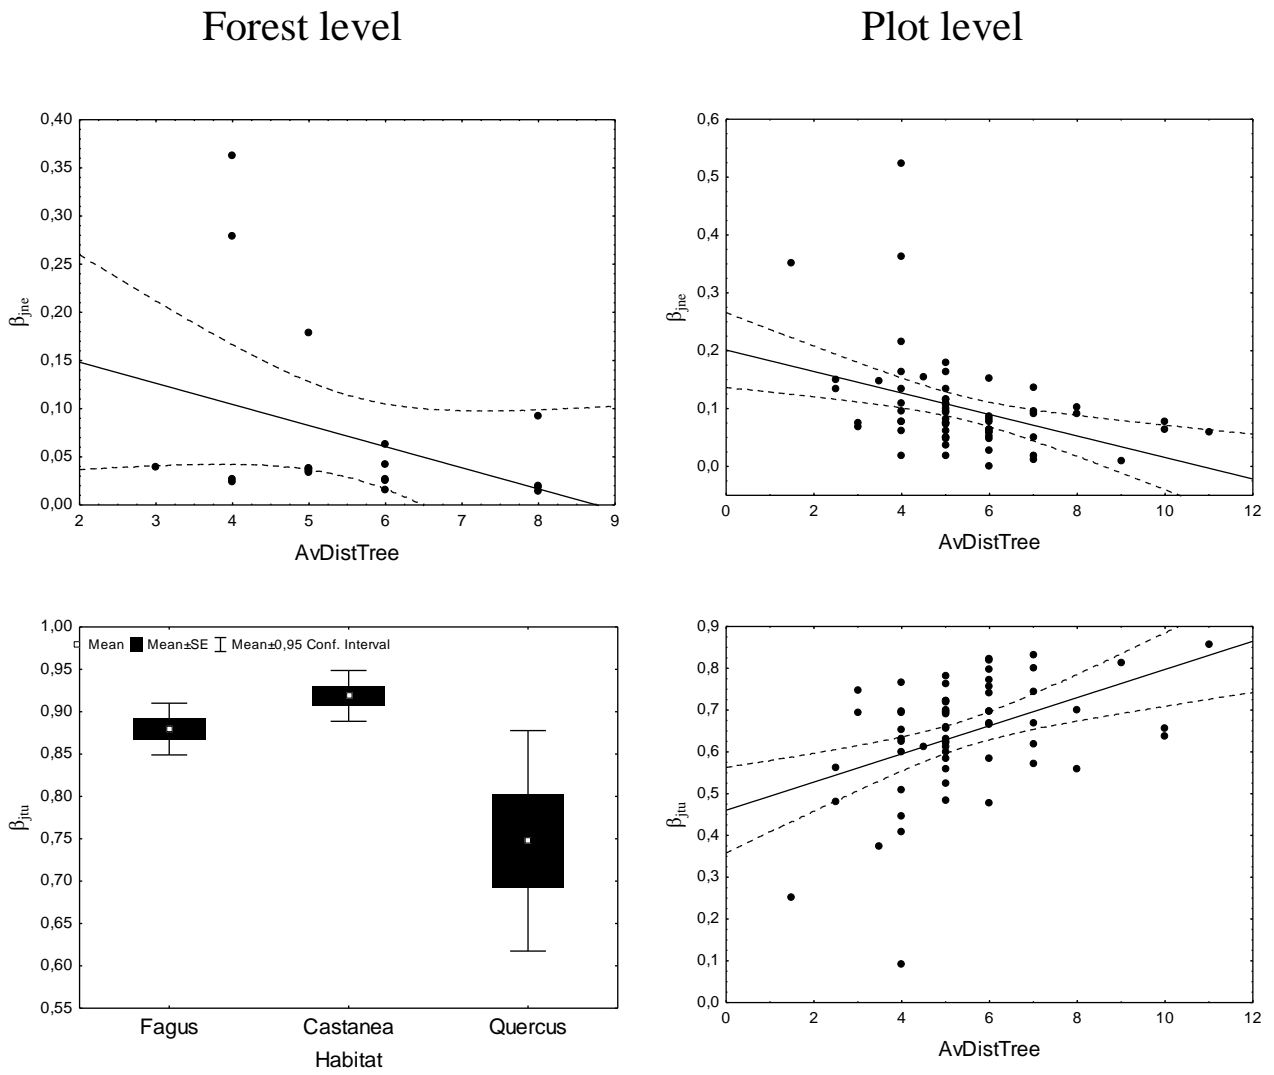 Forest level
Plot level
0,40
0,35
0,30
0,25
0,20
0,15
0,10
0,05
0,00
βjne
2 3 4 5 6 7 8 9
AvDistTree
0,6
0,5
0,4
0,3
0,2
0,1
0,0
βjne
0 2 4 6 8 10 12
AvDistTree
1,00
0,95
0,90
0,85
0,80
0,75
0,70
0,65
0,60
0,55
βjtu
Mean Mean±SE Mean±0,95 Conf. Interval
Fagus Castanea Quercus
Habitat
0,9
0,8
0,7
0,6
0,5
0,4
0,3
0,2
0,1
0,0
βjtu
0 2 4 6 8 10 12
AvDistTree